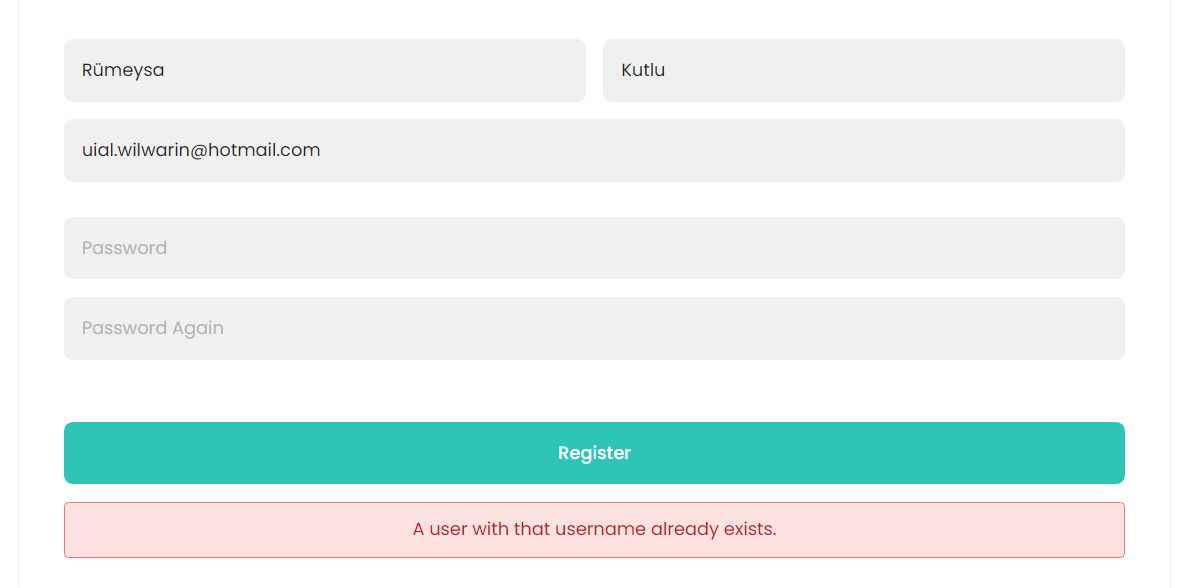 Rümeysa Kutlu
uial.wilwarin@hotmail.com
Password
Password Again
Register
A user with that username already exists.